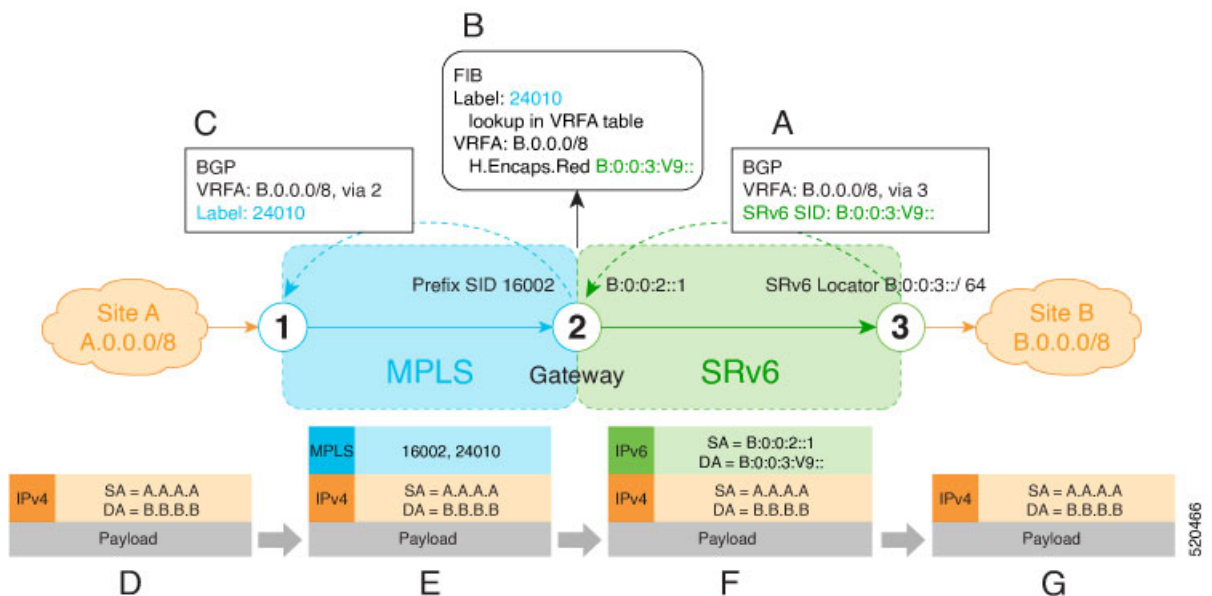 B
FIB
Label: 24010
lookup in VRFA table
VRFA: B.0.0.0/8
H.Encaps.Red B:0:0:3:V9::
C
BGP
VRFA: B.0.0.0/8, via 2
Label: 24010
A
BGP
VRFA: B.0.0.0/8, via 3
SRv6 SID: B:0:0:3:V9::
Prefix SID 16002
B:0:0:2::1
SRv6 Locator B:0:0:3::/ 64
Site A
A.0.0.0/8
1
2
3
Site B
B.0.0.0/8
MPLS
Gateway
SRv6
IPv4
SA = A.A.A.A
DA = B.B.B.B
Payload
D
MPLS
16002, 24010
IPv4
SA = A.A.A.A
DA = B.B.B.B
Payload
E
IPv6
SA = B:0:0:2::1
DA = B:0:0:3:V9::
IPv4
SA = A.A.A.A
DA = B.B.B.B
Payload
F
IPv4
SA = A.A.A.A
DA = B.B.B.B
Payload
G
520466